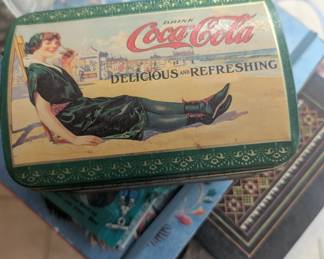 DRINK
Coca-Cola
DELICIOUS AND REFRESHING